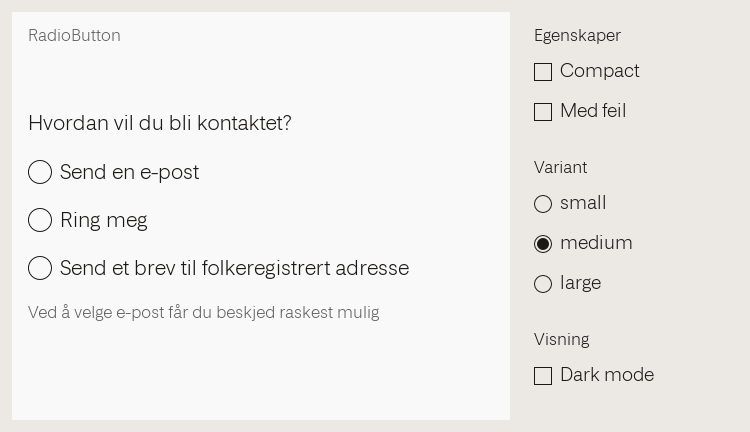 RadioButton
Hvordan vil du bli kontaktet?
Send en e-post
Ring meg
Send et brev til folkeregistrert adresse
Ved å velge e-post får du beskjed raskest mulig
Egenskaper
Compact
Med feil
Variant
small
medium
large
Visning
Dark mode